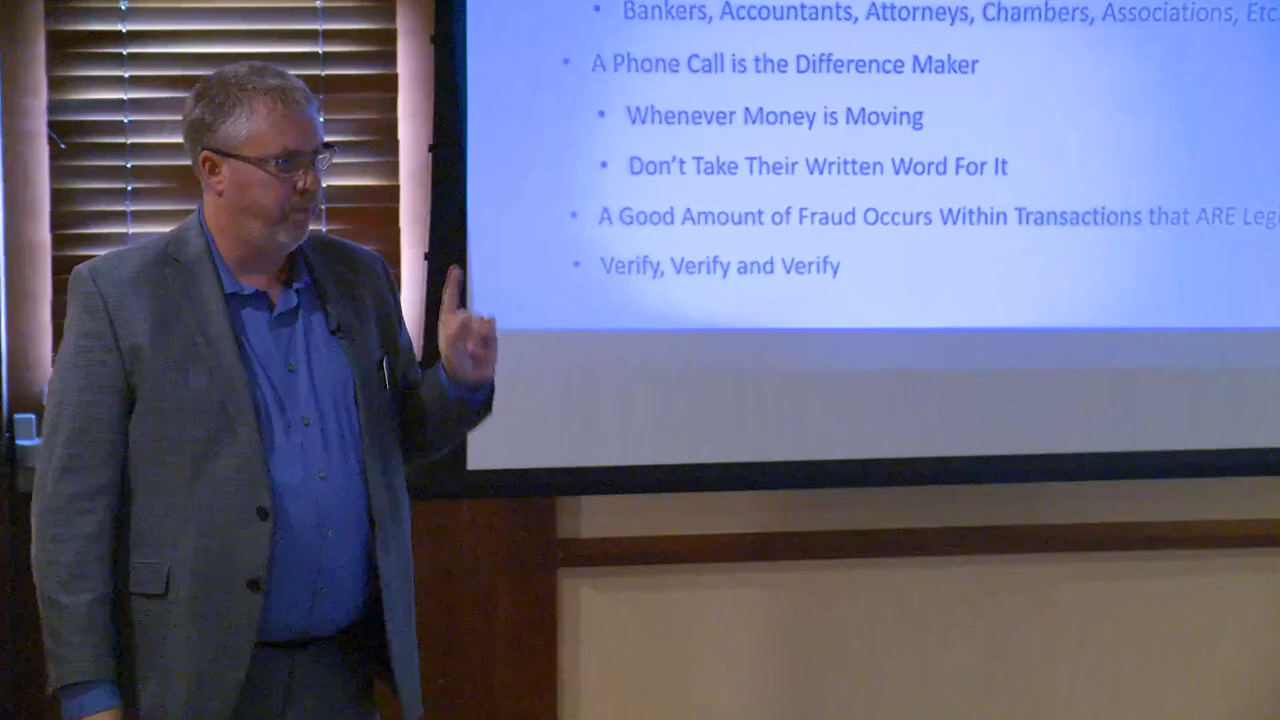 • Bankers, Accountants, Attorneys, Chambers, Associations, Etc
• A Phone Call is the Difference Maker
• Whenever Money is Moving
• Don't Take Their Written Word For It
• A Good Amount of Fraud Occurs Within Transactions that ARE Leg
• Verify, Verify and Verify